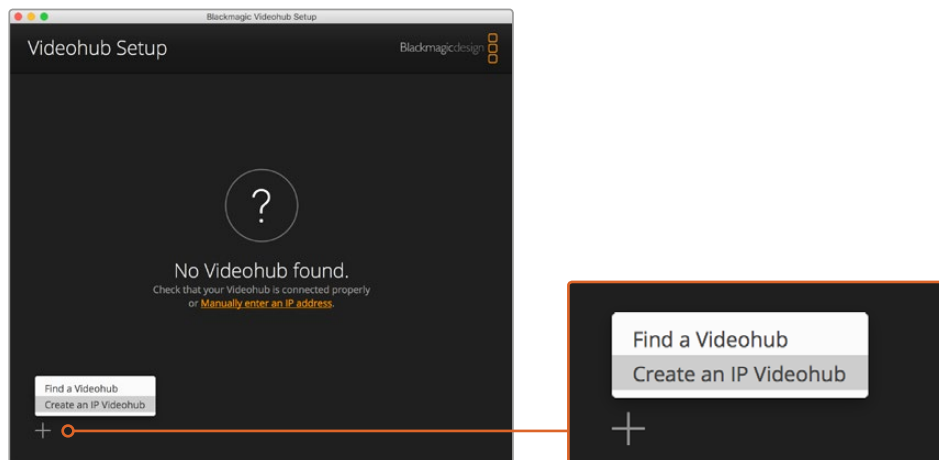 Blackmagic Videohub Setup
Videohub Setup
Blackmagicdesign
?
No Videohub found.
Check that your Videohub is connected properly
or Manually enter an IP address.
Find a Videohub
Create an IP Videohub
Find a Videohub
Create an IP Videohub